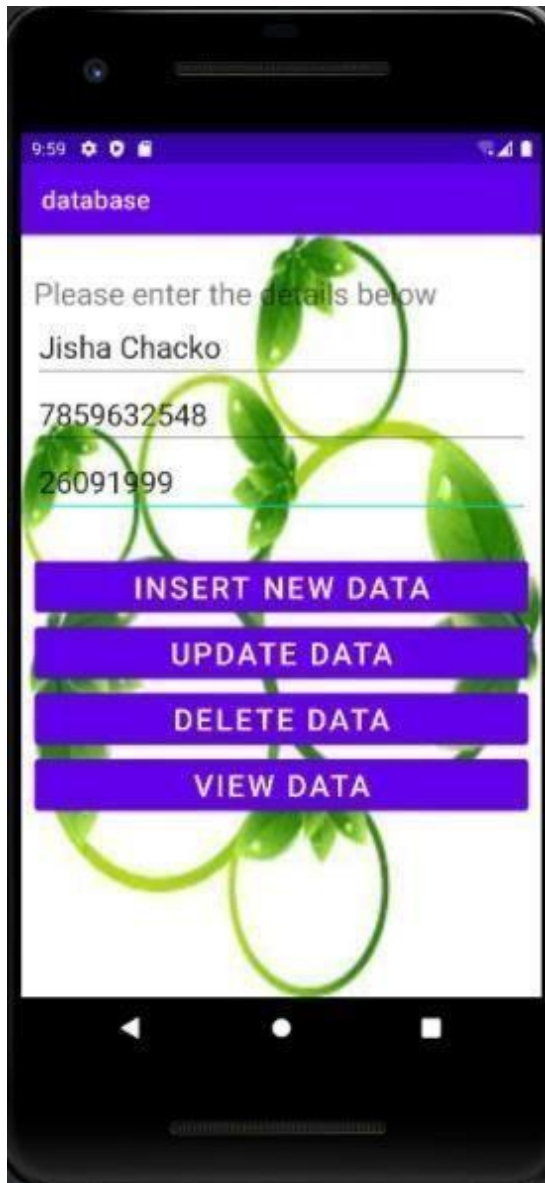 9:59
database
Please enter the details below
Jisha Chacko
7859632548
26091999
INSERT NEW DATA
UPDATE DATA
DELETE DATA
VIEW DATA